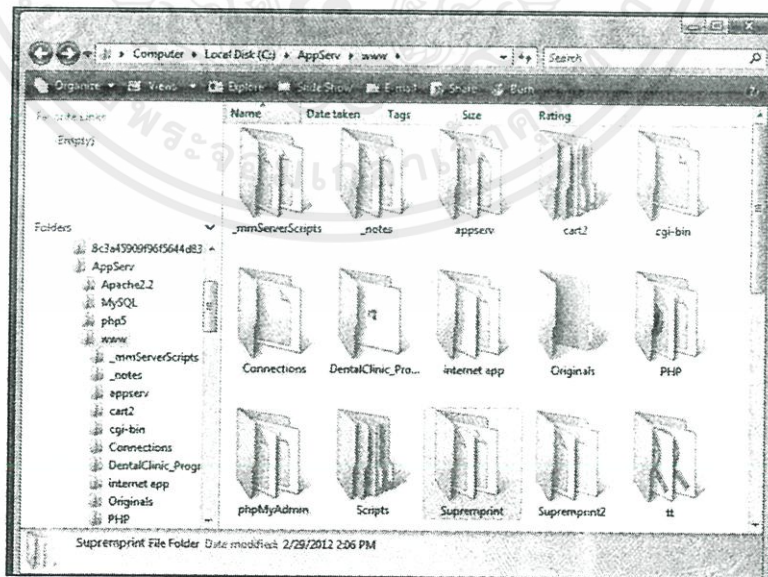 Computer ▸ Local Disk (C:) ▸ AppServ ▸ www ▸
Search
Organize Views Explore Slide Show E-mail Share Burn
Favorite Links
Empty)
Name Date taken Tags Size Rating
_mmServerScripts _notes appserv cart2 cgi-bin
Folders
AppServ
Apache2.2
MySQL
php5
www
_mmServerScripts
_notes
appserv
cart2
cgi-bin
Connections
DentalClinic_Progr
internet app
Originals
PHP
Connections DentalClinic_Pro... internet app Originals PHP
phpMyAdmin Scripts Supremprint Supremprint2 tt
Supremprint File Folder Date modified: 2/29/2012 2:06 PM